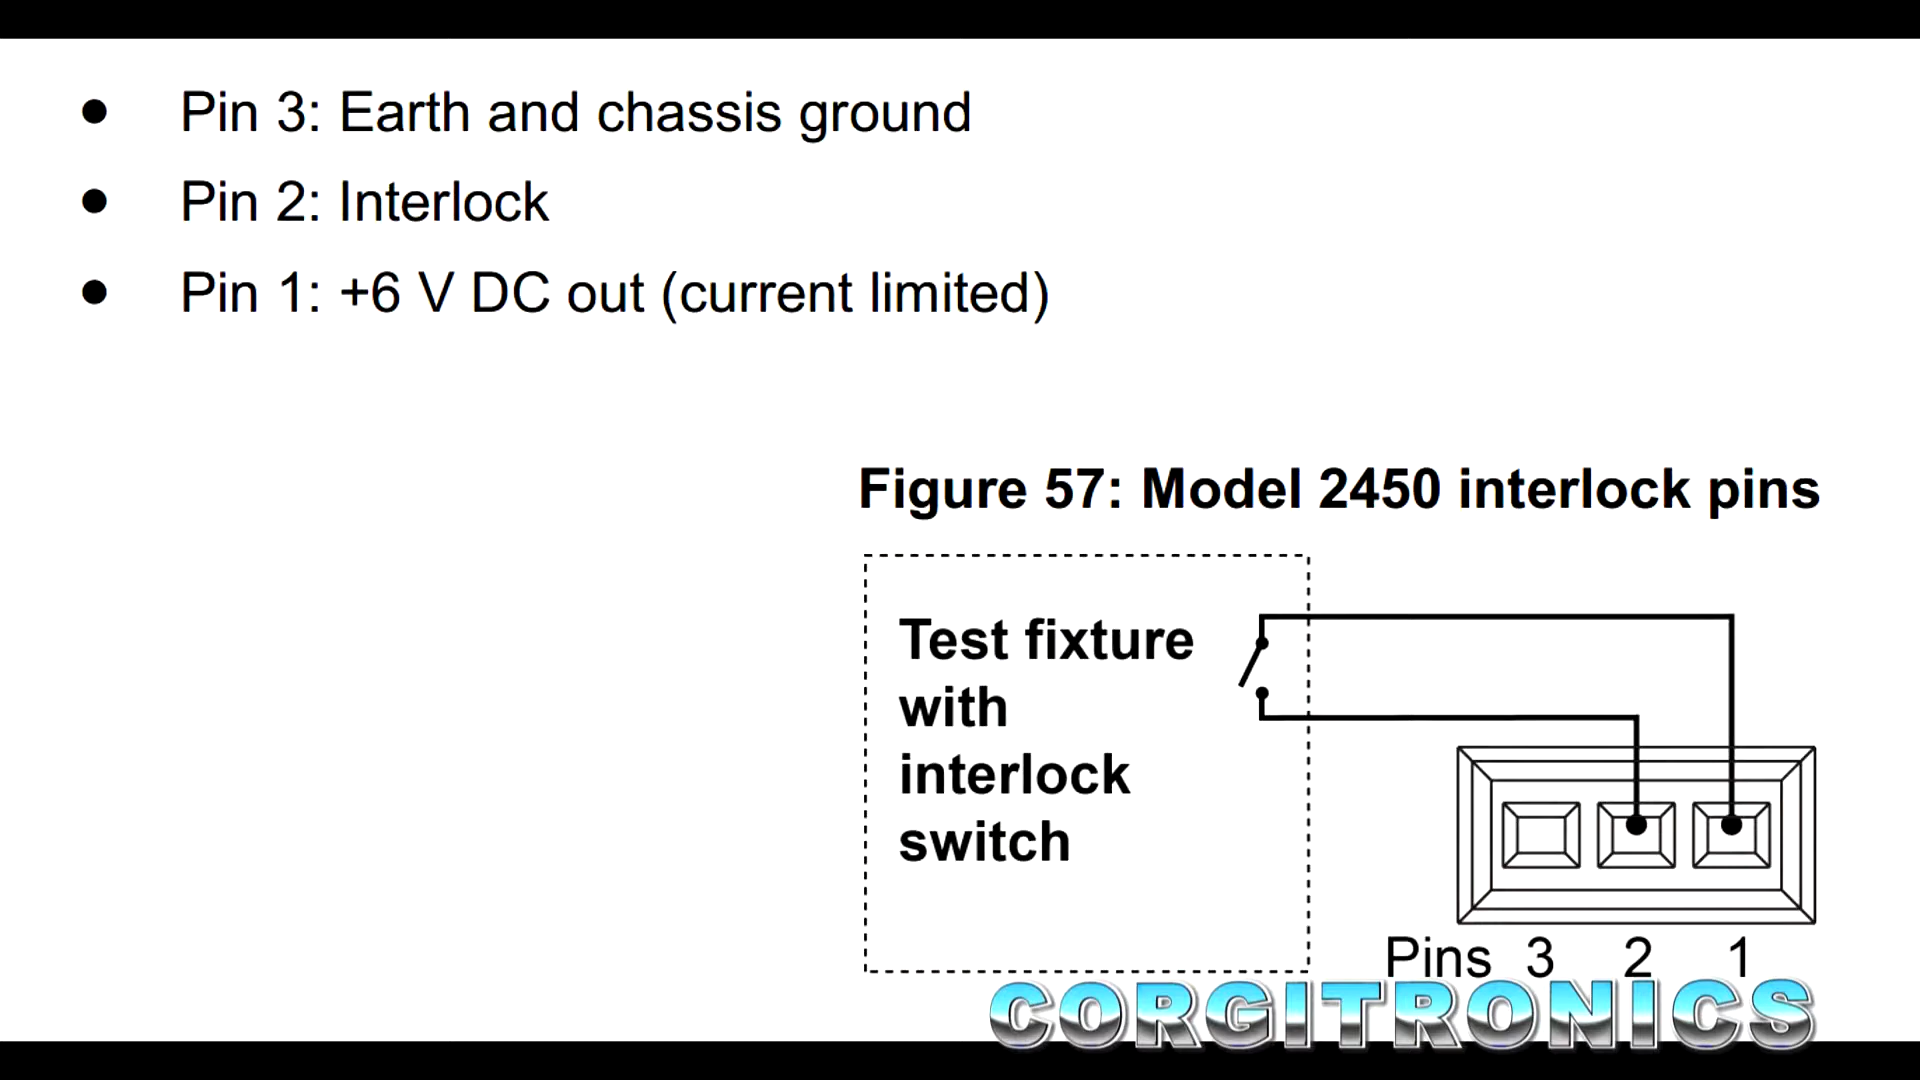 ● Pin 3: Earth and chassis ground
● Pin 2: Interlock
● Pin 1: +6 V DC out (current limited)
Figure 57: Model 2450 interlock pins
Test fixture
with
interlock
switch
Pins 3 2 1
CORGITRONICS